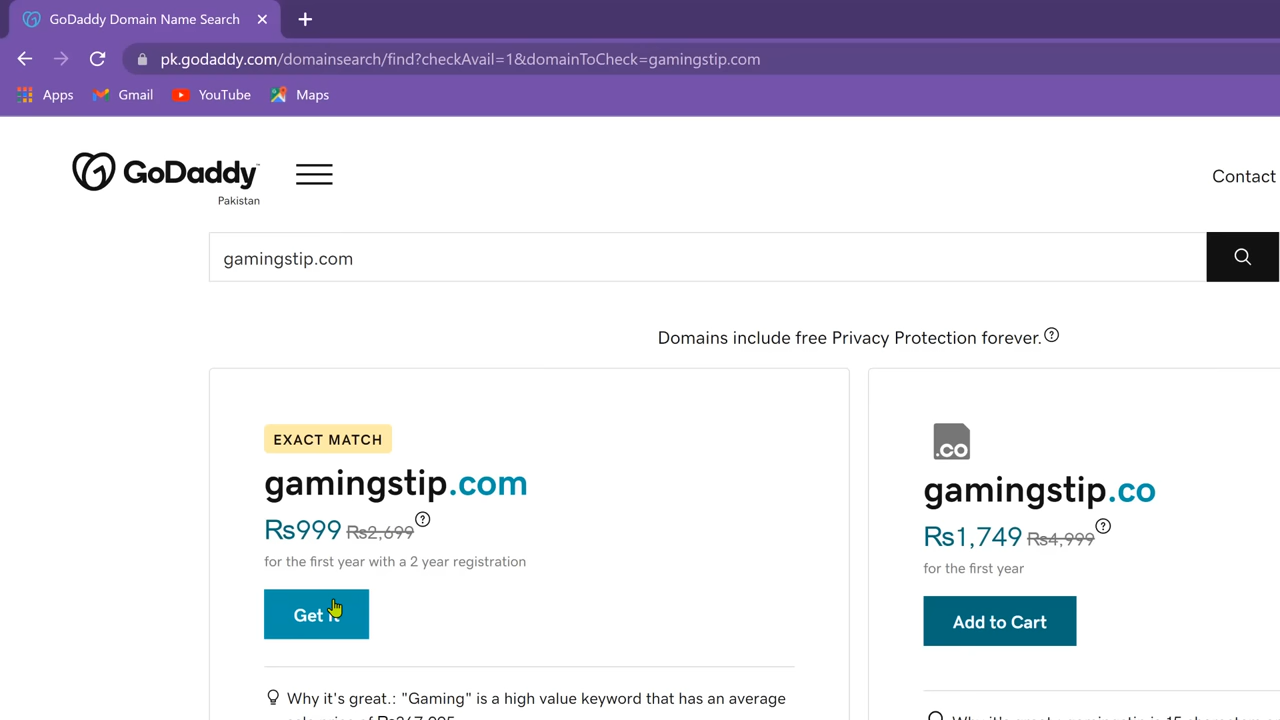 GoDaddy Domain Name Search
pk.godaddy.com/domainsearch/find?checkAvail=1&domainToCheck=gamingstip.com
Apps Gmail YouTube Maps
GoDaddy™
Pakistan
Contact
gamingstip.com
Domains include free Privacy Protection forever.
EXACT MATCH
gamingstip.com
Rs999 Rs2,699
for the first year with a 2 year registration
Get
Why it's great.: "Gaming" is a high value keyword that has an average
.co
gamingstip.co
Rs1,749 Rs4,999
for the first year
Add to Cart